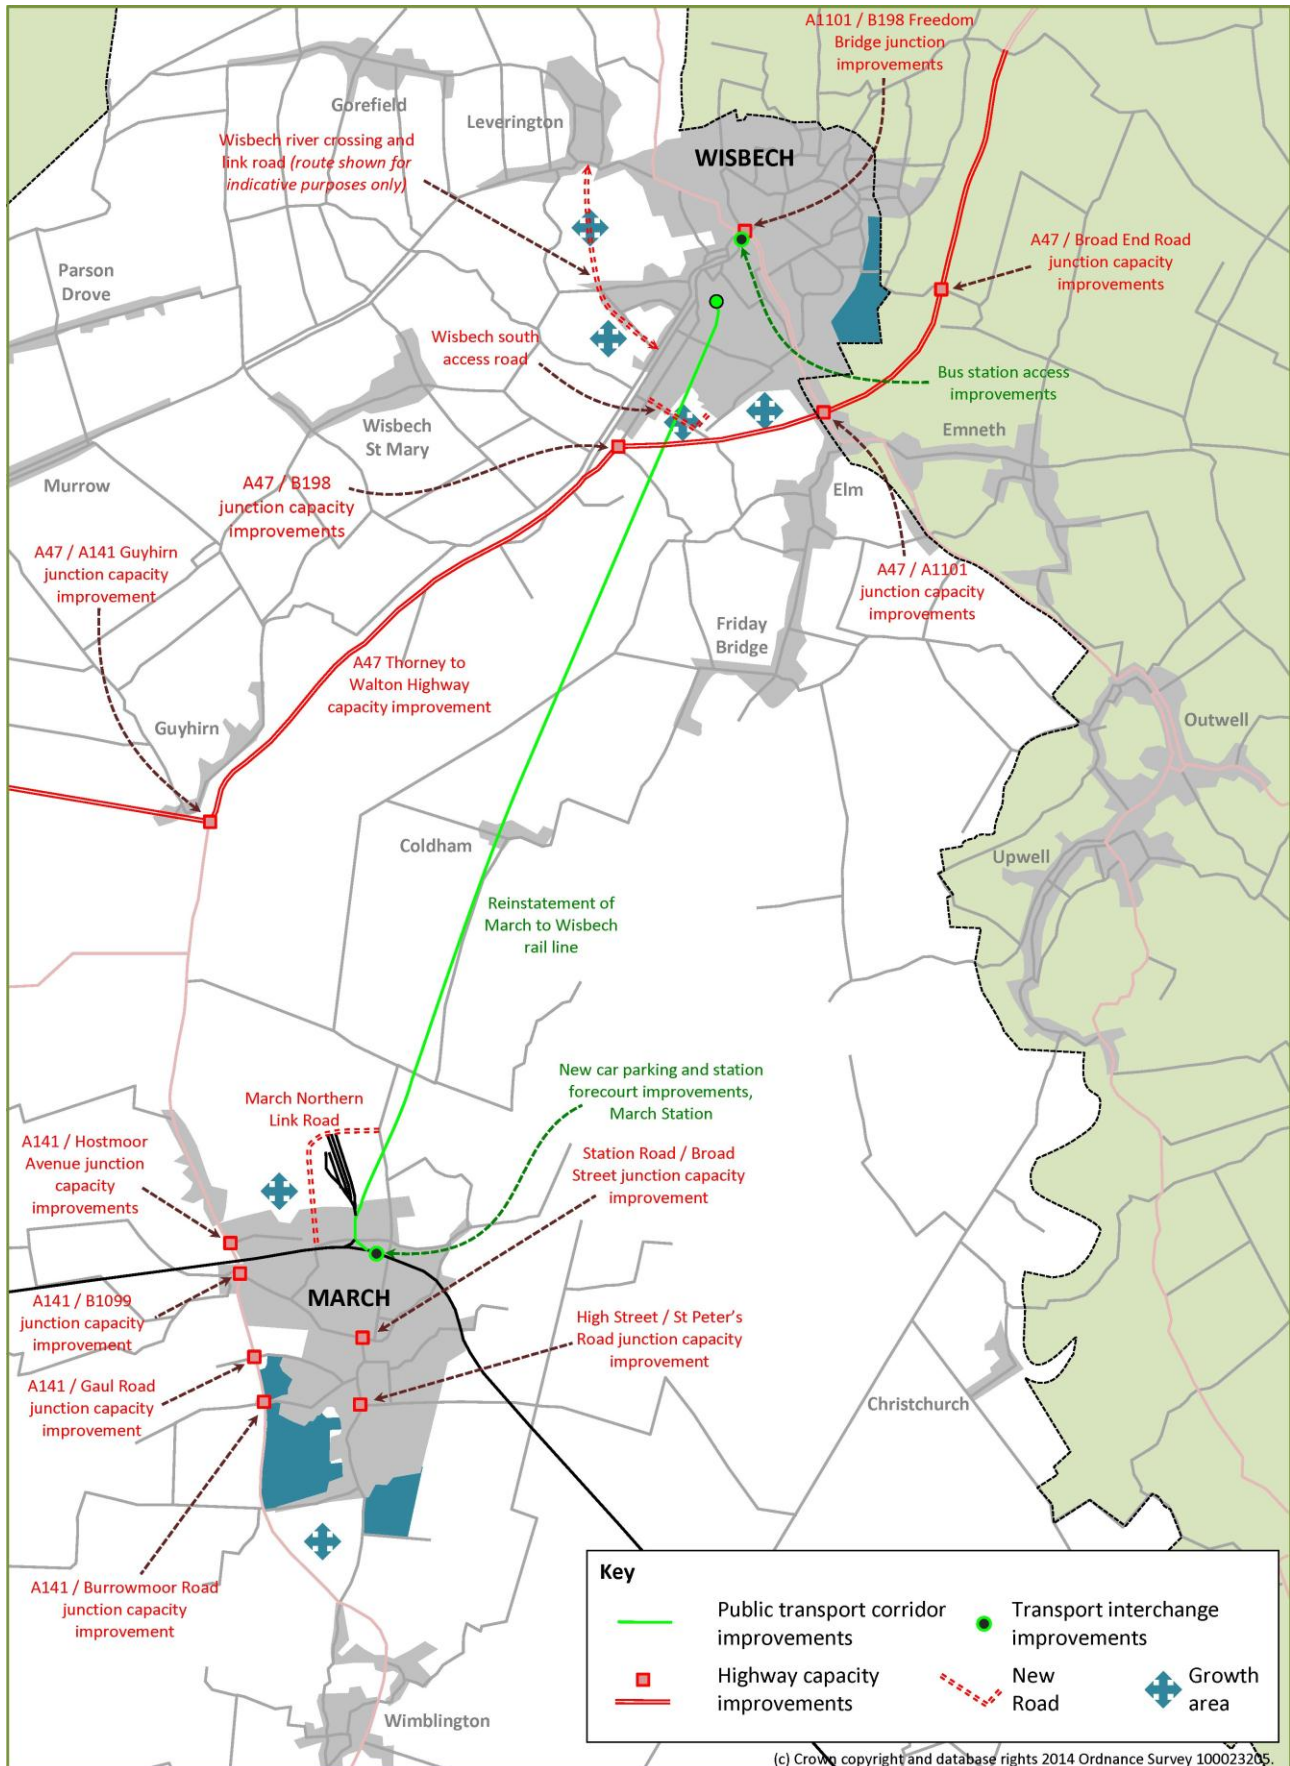 A1101 / B198 Freedom
Bridge junction
improvements
Gorefield
Leverington
Wisbech river crossing and
link road (route shown for
indicative purposes only)
WISBECH
A47 / Broad End Road
junction capacity
improvements
Parson
Drove
Wisbech south
access road
Bus station access
improvements
Wisbech
St Mary
Emneth
Murrow
A47 / B198
junction capacity
improvements
Elm
A47 / A141 Guyhirn
junction capacity
improvement
A47 / A1101
junction capacity
improvements
Friday
Bridge
A47 Thorney to
Walton Highway
capacity improvement
Guyhirn
Outwell
Coldham
Upwell
Reinstatement of
March to Wisbech
rail line
New car parking and station
forecourt improvements,
March Station
March Northern
Link Road
A141 / Hostmoor
Avenue junction
capacity
improvements
Station Road / Broad
Street junction capacity
improvement
MARCH
A141 / B1099
junction capacity
improvement
High Street / St Peter's
Road junction capacity
improvement
A141 / Gaul Road
junction capacity
improvement
Christchurch
A141 / Burrowmoor Road
junction capacity
improvement
Wimblington
Key
Public transport corridor
improvements
Transport interchange
improvements
Highway capacity
improvements
New
Road
Growth
area
(c) Crown copyright and database rights 2014 Ordnance Survey 100023205.